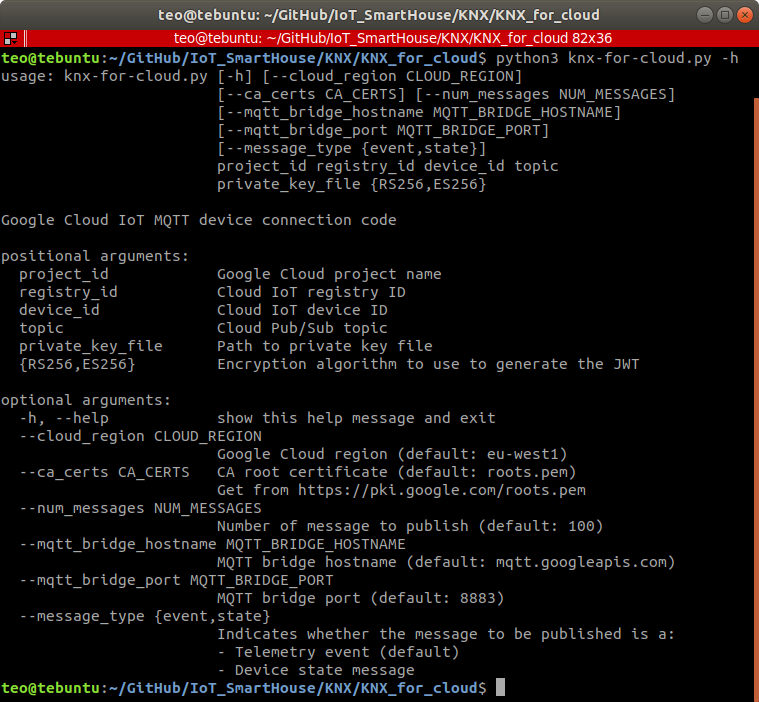 teo@tebuntu: ~/GitHub/IoT_SmartHouse/KNX/KNX_for_cloud
teo@tebuntu: ~/GitHub/IoT_SmartHouse/KNX/KNX_for_cloud 82x36
teo@tebuntu:~/GitHub/IoT_SmartHouse/KNX/KNX_for_cloud$ python3 knx-for-cloud.py -h
usage: knx-for-cloud.py [-h] [--cloud_region CLOUD_REGION]
                        [--ca_certs CA_CERTS] [--num_messages NUM_MESSAGES]
                        [--mqtt_bridge_hostname MQTT_BRIDGE_HOSTNAME]
                        [--mqtt_bridge_port MQTT_BRIDGE_PORT]
                        [--message_type {event,state}]
                        project_id registry_id device_id topic
                        private_key_file {RS256,ES256}

Google Cloud IoT MQTT device connection code

positional arguments:
  project_id            Google Cloud project name
  registry_id           Cloud IoT registry ID
  device_id             Cloud IoT device ID
  topic                 Cloud Pub/Sub topic
  private_key_file      Path to private key file
  {RS256,ES256}         Encryption algorithm to use to generate the JWT

optional arguments:
  -h, --help            show this help message and exit
  --cloud_region CLOUD_REGION
                        Google Cloud region (default: eu-west1)
  --ca_certs CA_CERTS   CA root certificate (default: roots.pem)
                        Get from https://pki.google.com/roots.pem
  --num_messages NUM_MESSAGES
                        Number of message to publish (default: 100)
  --mqtt_bridge_hostname MQTT_BRIDGE_HOSTNAME
                        MQTT bridge hostname (default: mqtt.googleapis.com)
  --mqtt_bridge_port MQTT_BRIDGE_PORT
                        MQTT bridge port (default: 8883)
  --message_type {event,state}
                        Indicates whether the message to be published is a:
                        - Telemetry event (default)
                        - Device state message
teo@tebuntu:~/GitHub/IoT_SmartHouse/KNX/KNX_for_cloud$